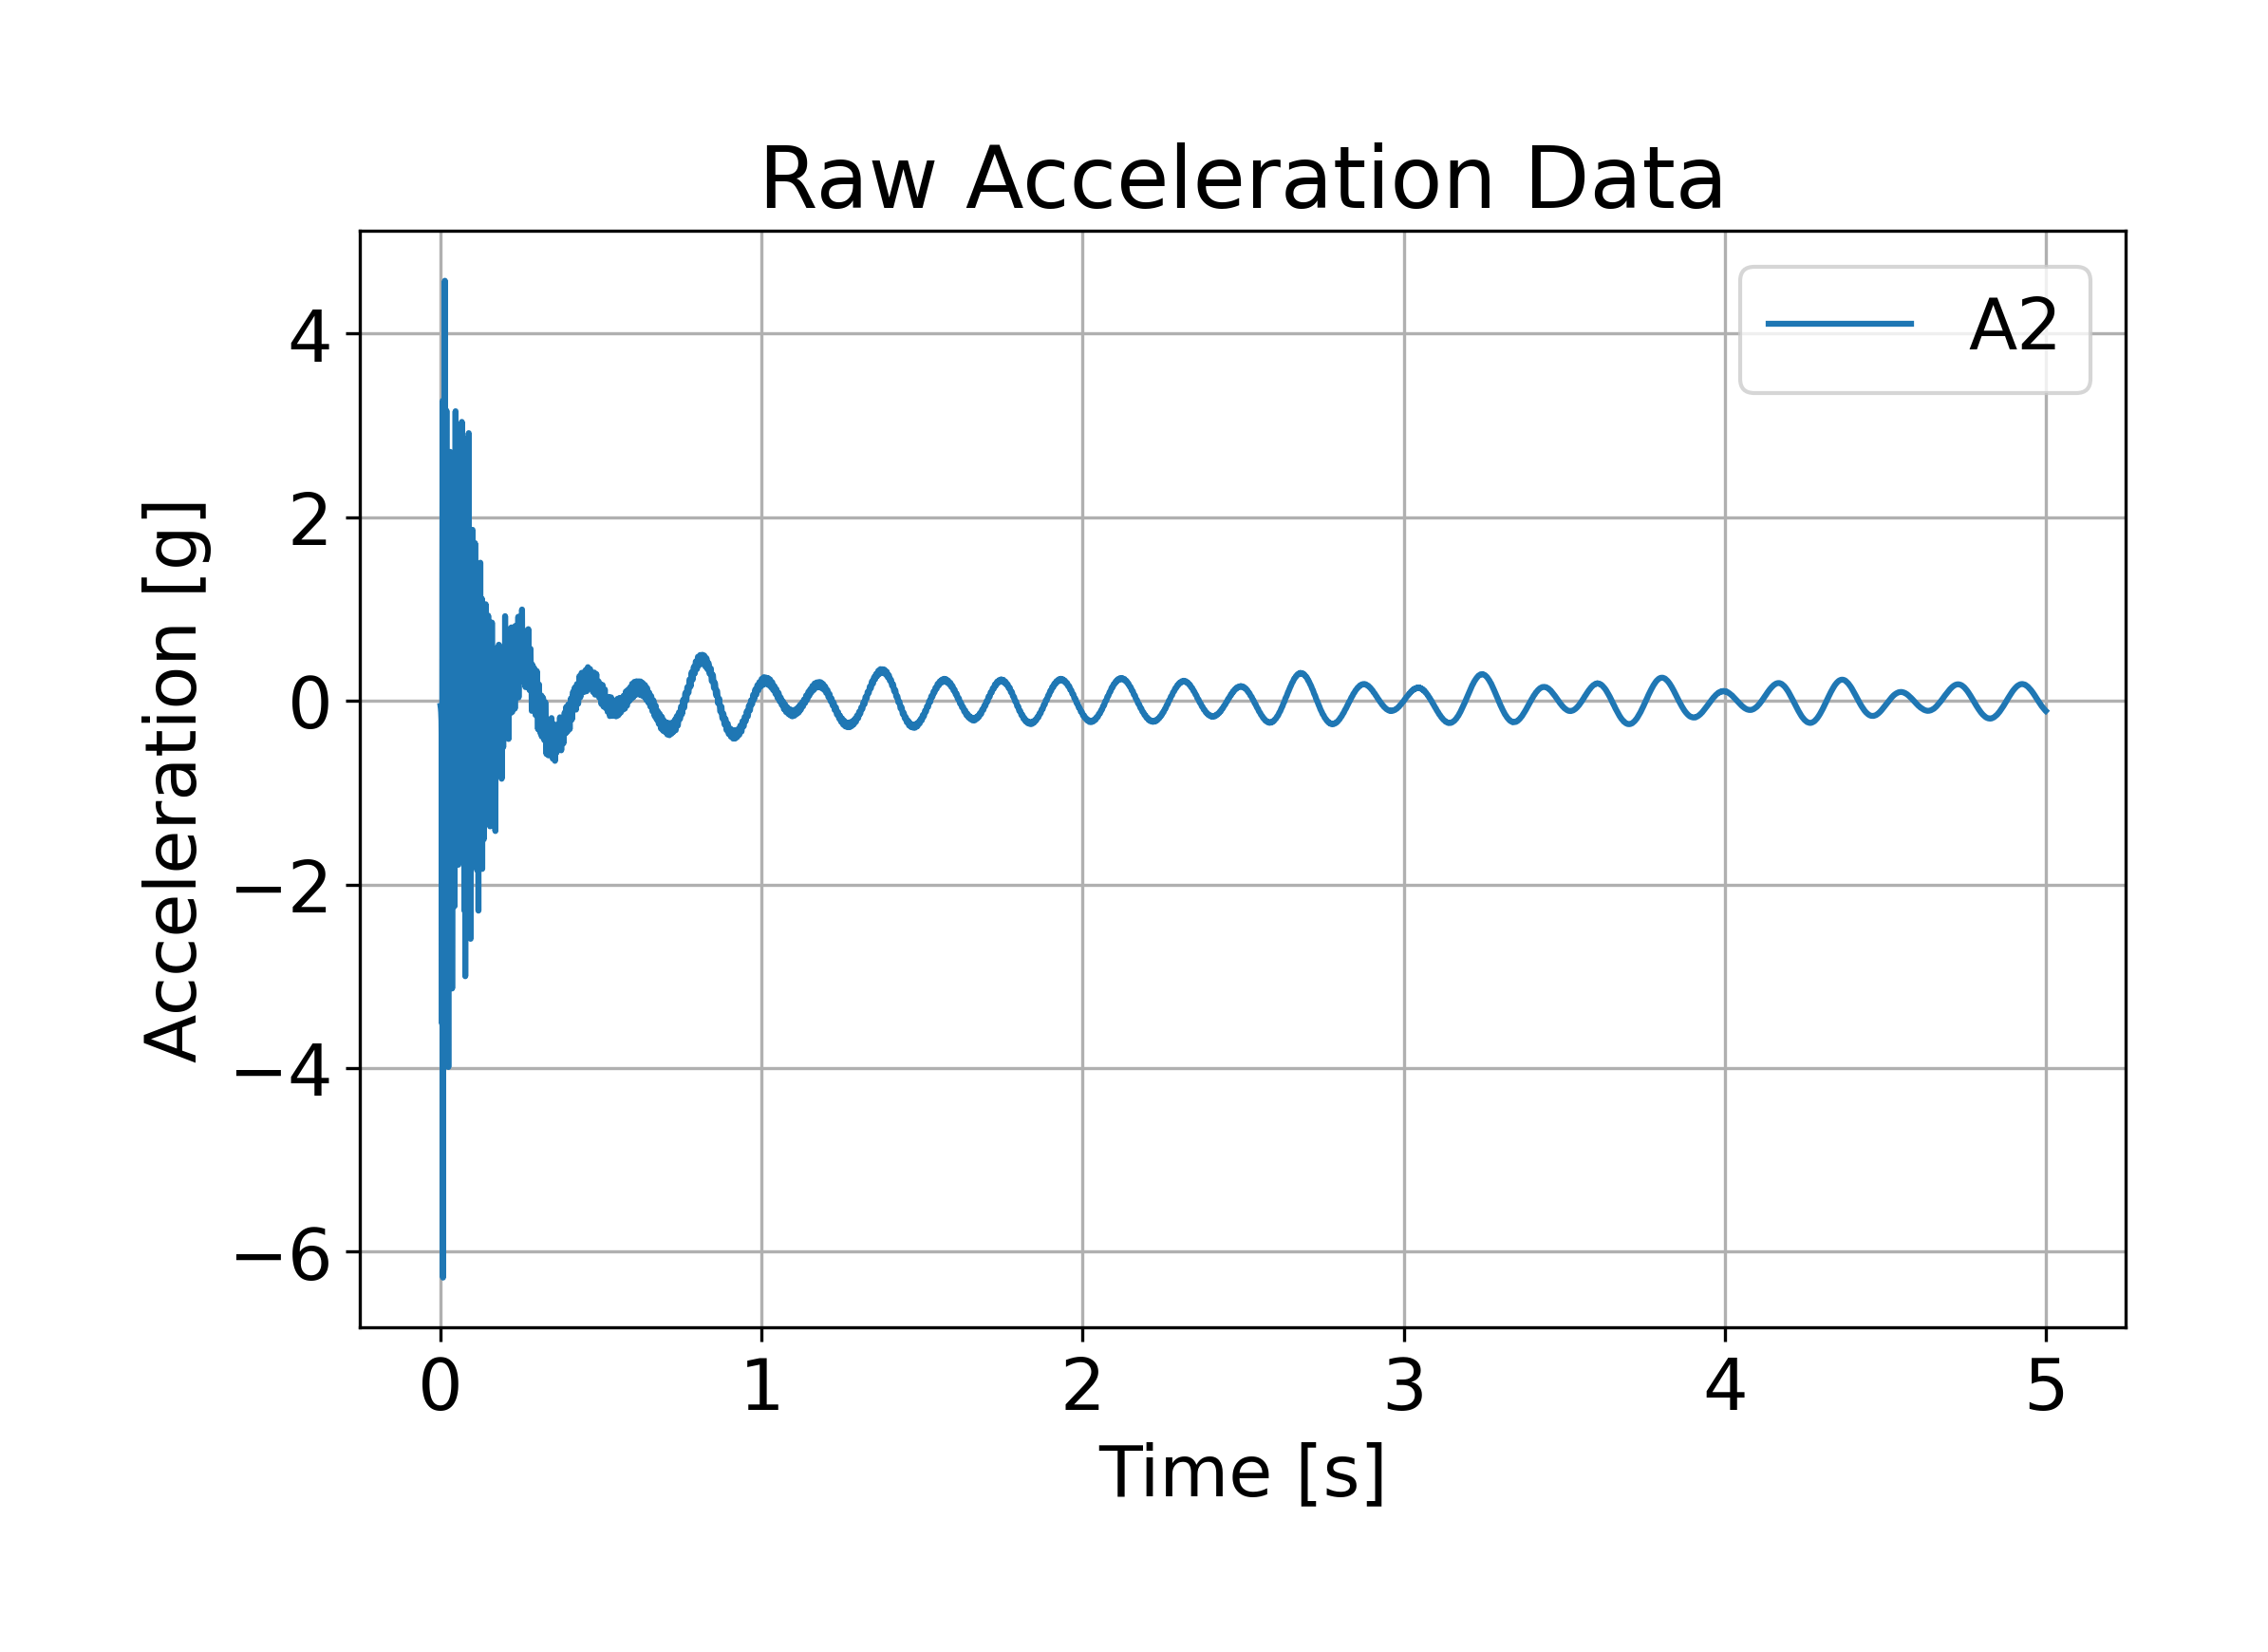 Raw Acceleration Data
A2
Acceleration [g]
4
2
0
−2
−4
−6
0 1 2 3 4 5
Time [s]